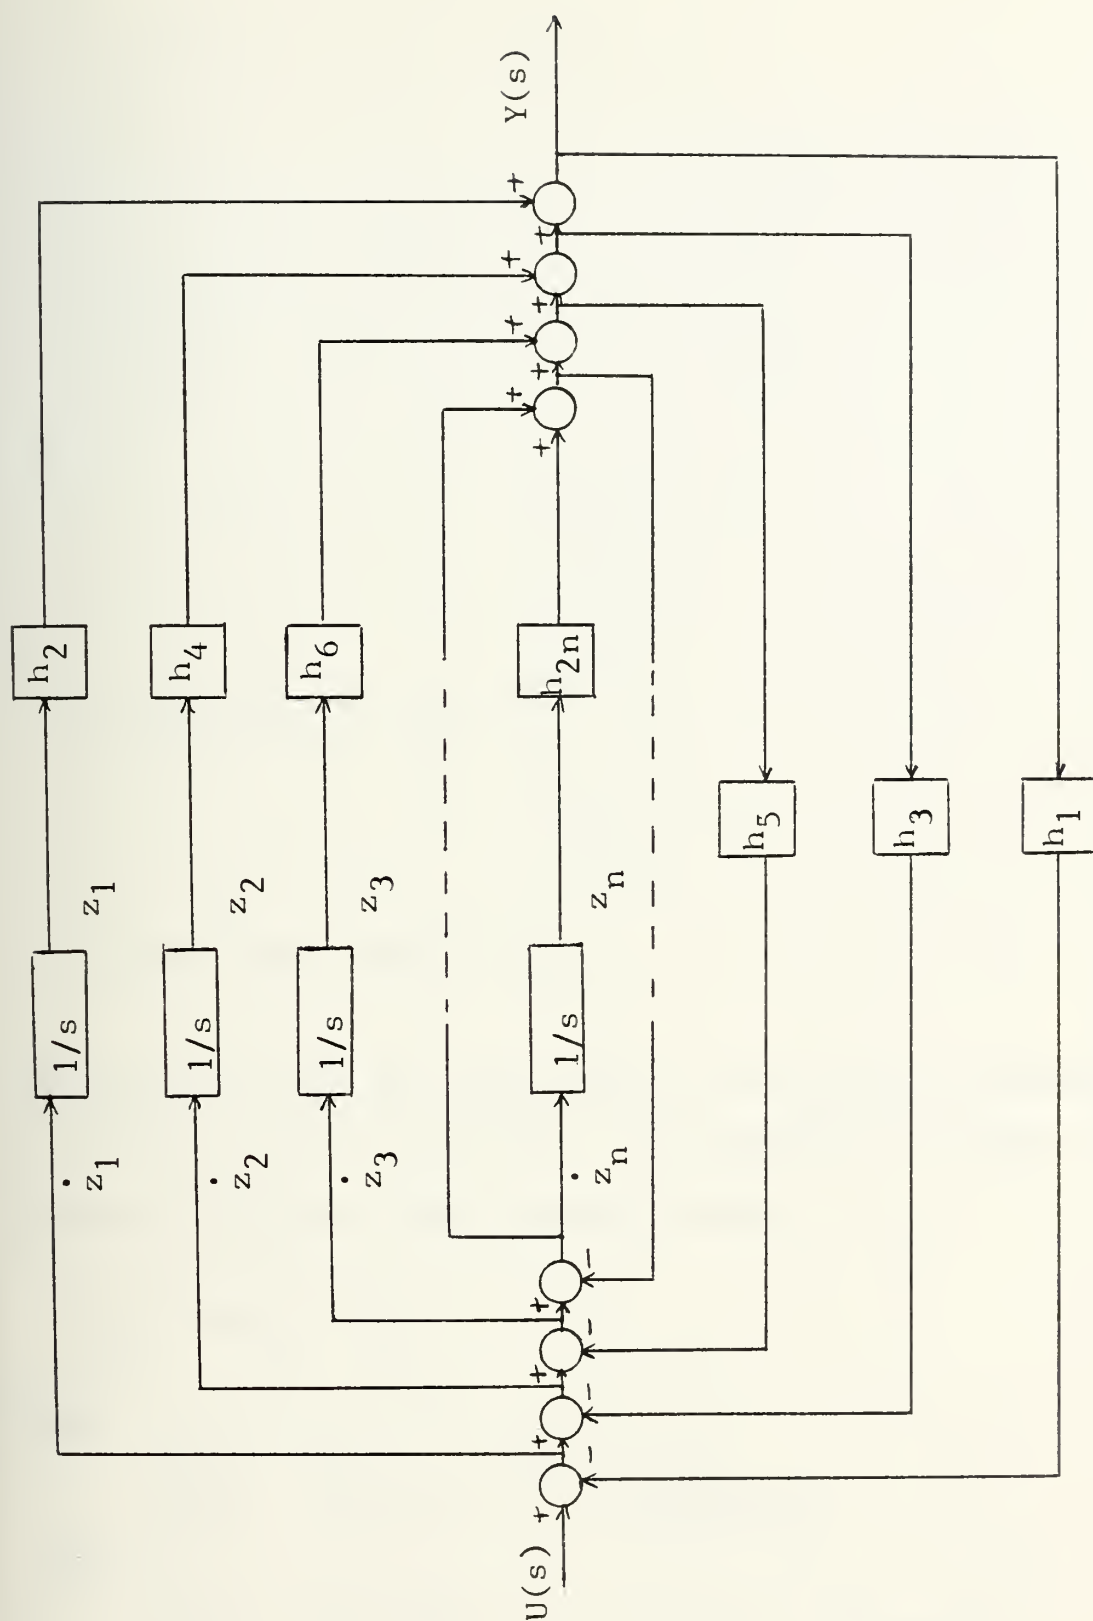 ż₁
1/s
z₁
h₂
ż₂
1/s
z₂
h₄
ż₃
1/s
z₃
h₆
U(s)
+
−
+
−
+
−
+
−
żₙ
1/s
zₙ
h₂ₙ
+
+
+
+
+
+
+
+
Y(s)
h₅
h₃
h₁